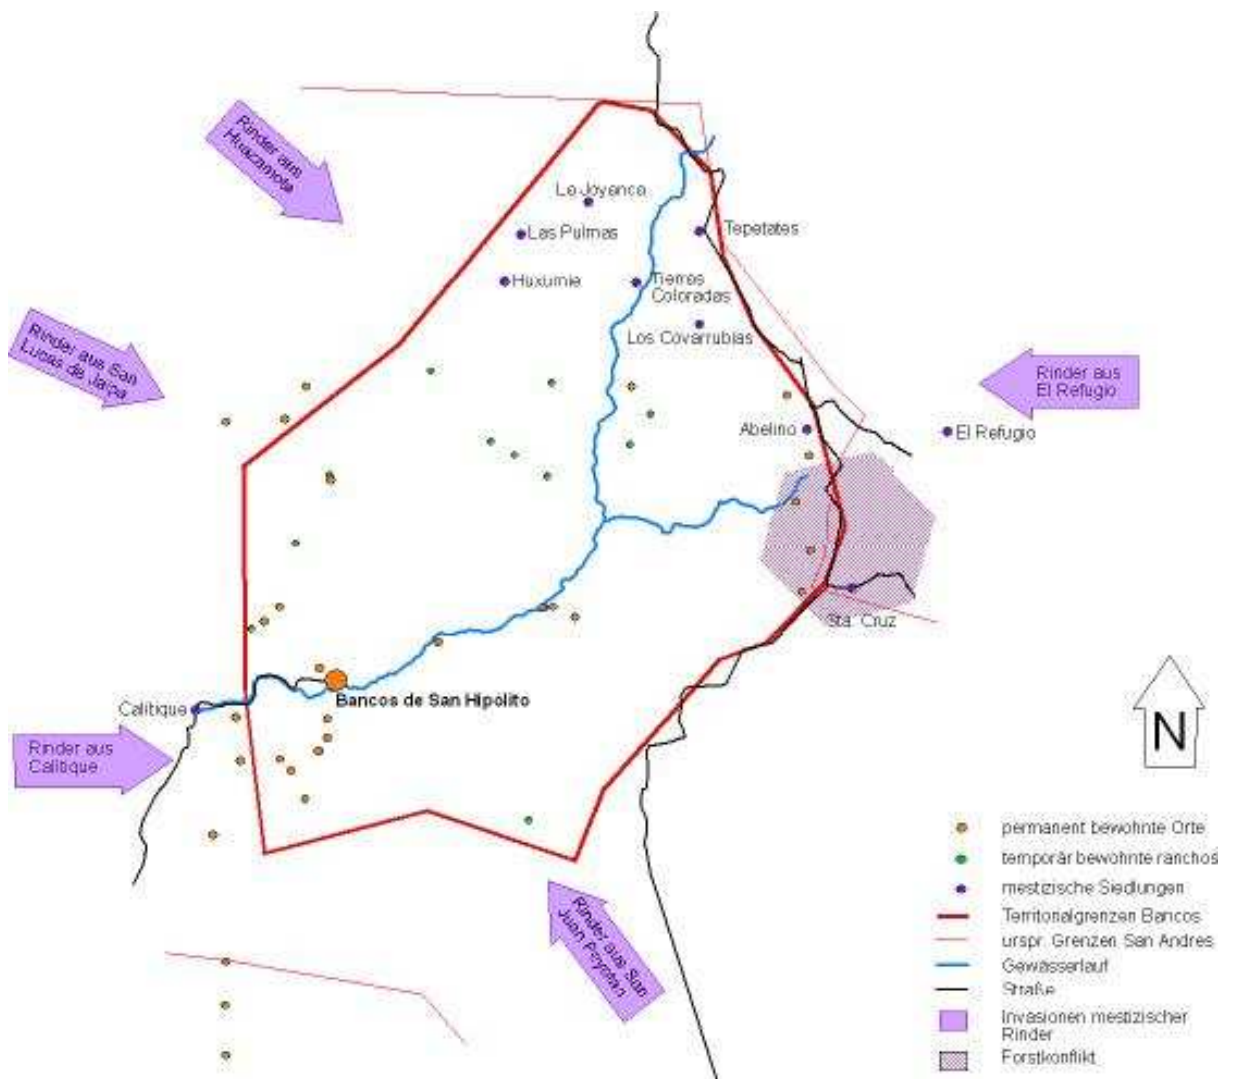 Rinder aus
Huazamota
La Joyanca
Las Pulmas
Tepetates
Huxumie
Tierras
Coloradas
Los Covarrubias
Rinder aus San
Lucas de Jalpa
Rinder aus
El Refugio
Abelino
El Refugio
Sta. Cruz
Bancos de San Hipolito
Calitique
Rinder aus
Calitique
N
Rinder aus San
Juan Peyotan
permanent bewohnte Orte
temporär bewohnte ranchos
mestizische Siedlungen
Territorialgrenzen Bancos
urspr. Grenzen San Andres
Gewässerlauf
Straße
Invasionen mestizischer
Rinder
Forstkonflikt